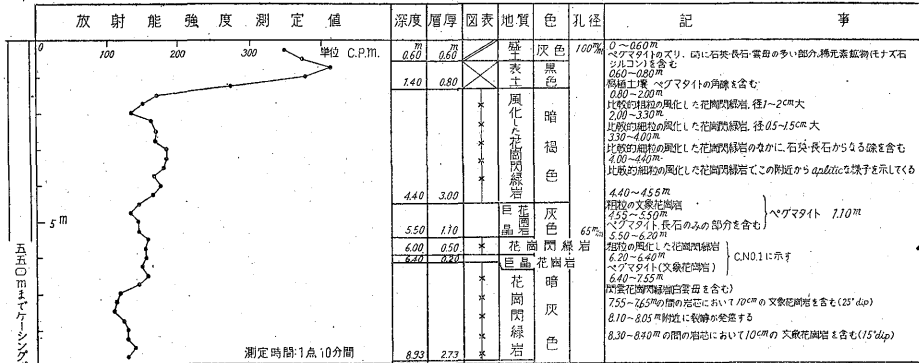 放射能強度測定値 深度 層厚 図表 地質 色 孔径 記事
0 100 200 300 400 単位 C.P.M.
5m
五五〇mまでケーシング
測定時間:1点10分間
m 0.60 m 0.60 盛土 灰色 100m/m
1.40 0.80 表土 黒色
4.40 3.00 風化した花崗閃緑岩 暗褐色
5.50 1.10 巨晶花崗岩 灰色 65m/m
6.00 0.50 花崗閃緑岩
6.40 0.20 巨晶花崗岩
8.93 2.73 花崗閃緑岩 暗灰色
0〜0.60m
ペグマタイトのズリ、時に石英・長石・雲母の多い部分、稀元素鉱物(モナズ石
ジルコン)を含む
0.60〜0.80m
腐植土壌 ペグマタイトの角礫を含む
0.80〜2.00m
比較的粗粒の風化した花崗閃緑岩、径1〜2cm大
2.00〜3.30m
比較的細粒の風化した花崗閃緑岩、径0.5〜1.5cm大
3.30〜4.00m
比較的細粒の風化した花崗閃緑岩のなかに、石英・長石からなる礫を含む
4.00〜4.40m
比較的細粒の風化した花崗閃緑岩でこの附近からapliticな様子を示してくる
4.40〜4.55m
粗粒の文象花崗岩
4.55〜5.50m
ペグマタイト、長石のみの部分を含む
ペグマタイト 1.10m
5.50〜6.20m
粗粒の風化した花崗閃緑岩
6.20〜6.40m
ペグマタイト(文象花崗岩)
C.NO.1に示す
6.40〜7.55m
閃雲花崗閃緑岩(白雲母を含む)
7.55〜7.65mの間の岩芯において10cmの文象花崗岩を含む(25°dip)
8.10〜8.05m附近に裂罅が発達する
8.30〜8.40mの間の岩芯において10cmの文象花崗岩を含む(15°dip)